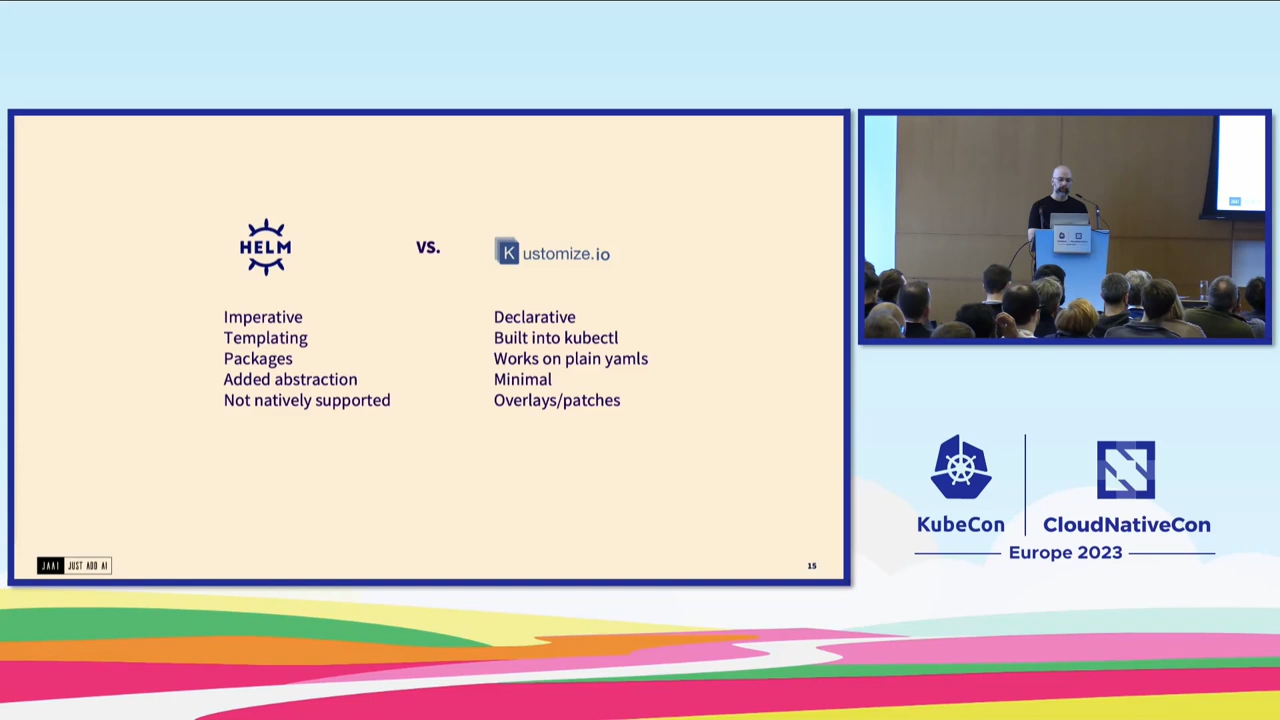 HELM
vs.
Kustomize.io
Imperative
Templating
Packages
Added abstraction
Not natively supported
Declarative
Built into kubectl
Works on plain yamls
Minimal
Overlays/patches
JAAI JUST ADD AI
15
KubeCon
CloudNativeCon
Europe 2023